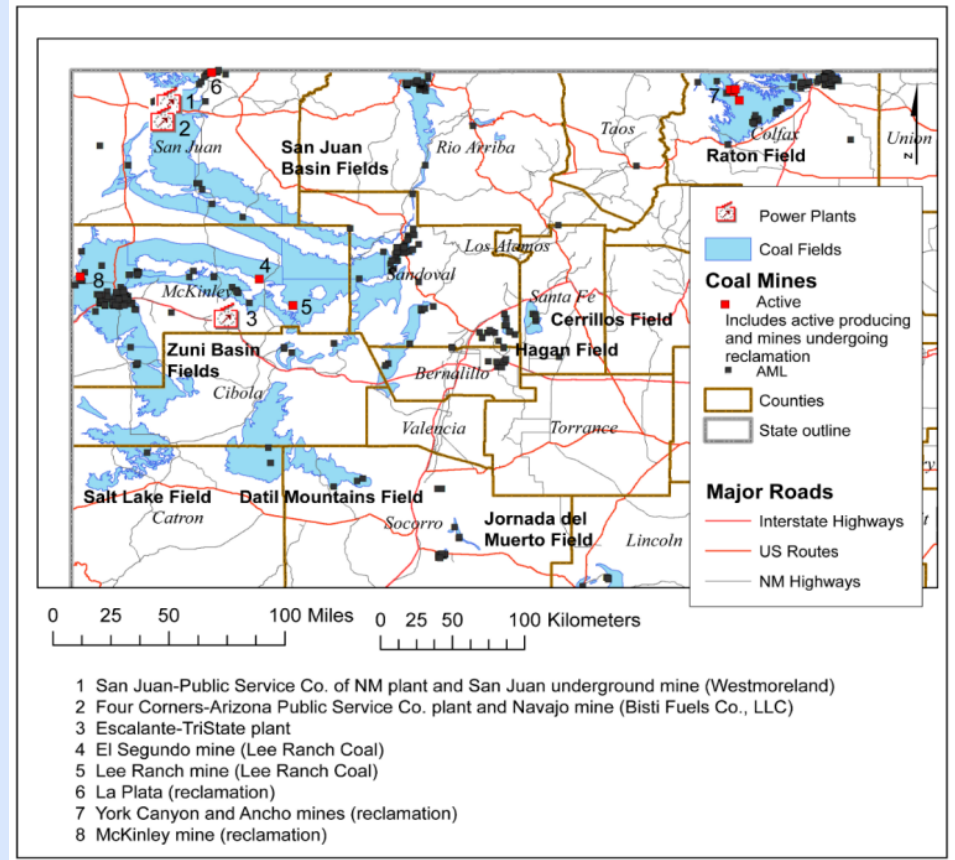 6
1
2
San Juan
San Juan
Basin Fields
Rio Arriba
Taos
7
Colfax
Raton Field
Union
N
Los Alamos
Sandoval
4
McKinley
8
5
3
Santa Fe
Cerrillos Field
Hagan Field
Zuni Basin
Fields
Bernalillo
Cibola
Valencia
Torrance
Salt Lake Field
Datil Mountains Field
Catron
Socorro
Jornada del
Muerto Field
Lincoln
Power Plants
Coal Fields
Coal Mines
Active
Includes active producing
and mines undergoing
reclamation
AML
Counties
State outline
Major Roads
Interstate Highways
US Routes
NM Highways
0 25 50 100 Miles
0 25 50 100 Kilometers
1 San Juan-Public Service Co. of NM plant and San Juan underground mine (Westmoreland)
2 Four Corners-Arizona Public Service Co. plant and Navajo mine (Bisti Fuels Co., LLC)
3 Escalante-TriState plant
4 El Segundo mine (Lee Ranch Coal)
5 Lee Ranch mine (Lee Ranch Coal)
6 La Plata (reclamation)
7 York Canyon and Ancho mines (reclamation)
8 McKinley mine (reclamation)